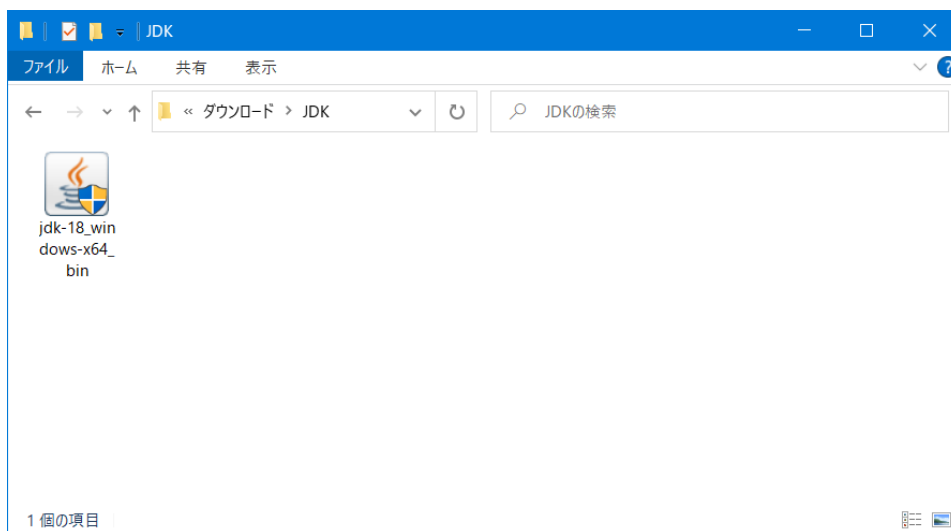 JDK
ファイル ホーム 共有 表示
?
« ダウンロード > JDK
JDKの検索
jdk-18_win
dows-x64_
bin
1 個の項目